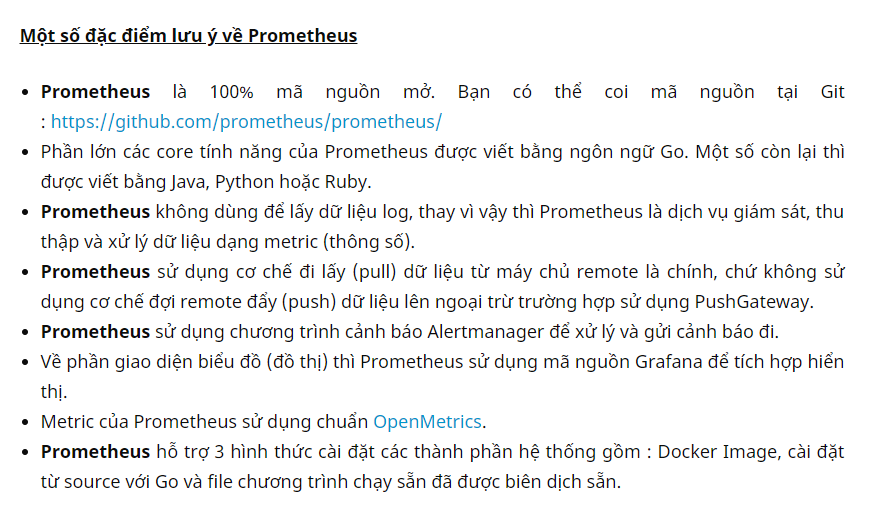 Một số đặc điểm lưu ý về Prometheus
Prometheus là 100% mã nguồn mở. Bạn có thể coi mã nguồn tại Git
: https://github.com/prometheus/prometheus/
Phần lớn các core tính năng của Prometheus được viết bằng ngôn ngữ Go. Một số còn lại thì
được viết bằng Java, Python hoặc Ruby.
Prometheus không dùng để lấy dữ liệu log, thay vì vậy thì Prometheus là dịch vụ giám sát, thu
thập và xử lý dữ liệu dạng metric (thông số).
Prometheus sử dụng cơ chế đi lấy (pull) dữ liệu từ máy chủ remote là chính, chứ không sử
dụng cơ chế đợi remote đẩy (push) dữ liệu lên ngoại trừ trường hợp sử dụng PushGateway.
Prometheus sử dụng chương trình cảnh báo Alertmanager để xử lý và gửi cảnh báo đi.
Về phần giao diện biểu đồ (đồ thị) thì Prometheus sử dụng mã nguồn Grafana để tích hợp hiển
thị.
Metric của Prometheus sử dụng chuẩn OpenMetrics.
Prometheus hỗ trợ 3 hình thức cài đặt các thành phần hệ thống gồm : Docker Image, cài đặt
từ source với Go và file chương trình chạy sẵn đã được biên dịch sẵn.